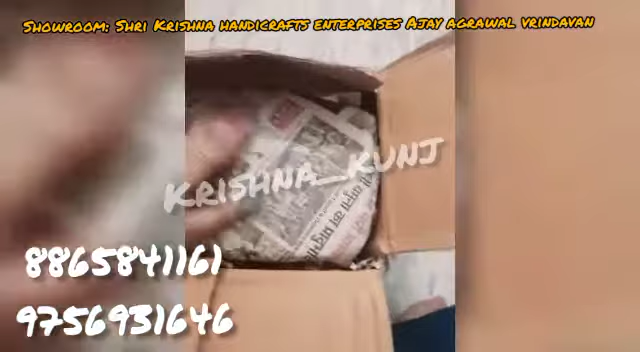 Showroom: Shri Krishna handicrafts enterprises Ajay agrawal vrindavan
KRISHNA_KUNJ
8865841161
9756931646